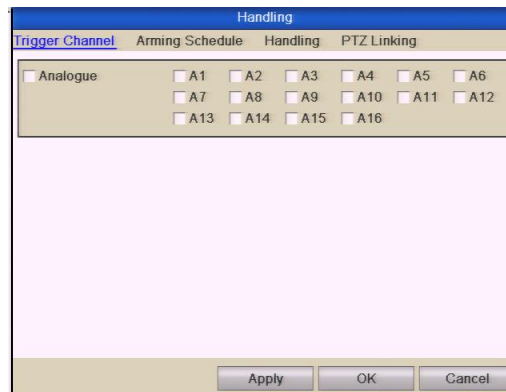 Handling
Trigger Channel Arming Schedule Handling PTZ Linking
Analogue A1 A2 A3 A4 A5 A6
A7 A8 A9 A10 A11 A12
A13 A14 A15 A16
Apply OK Cancel